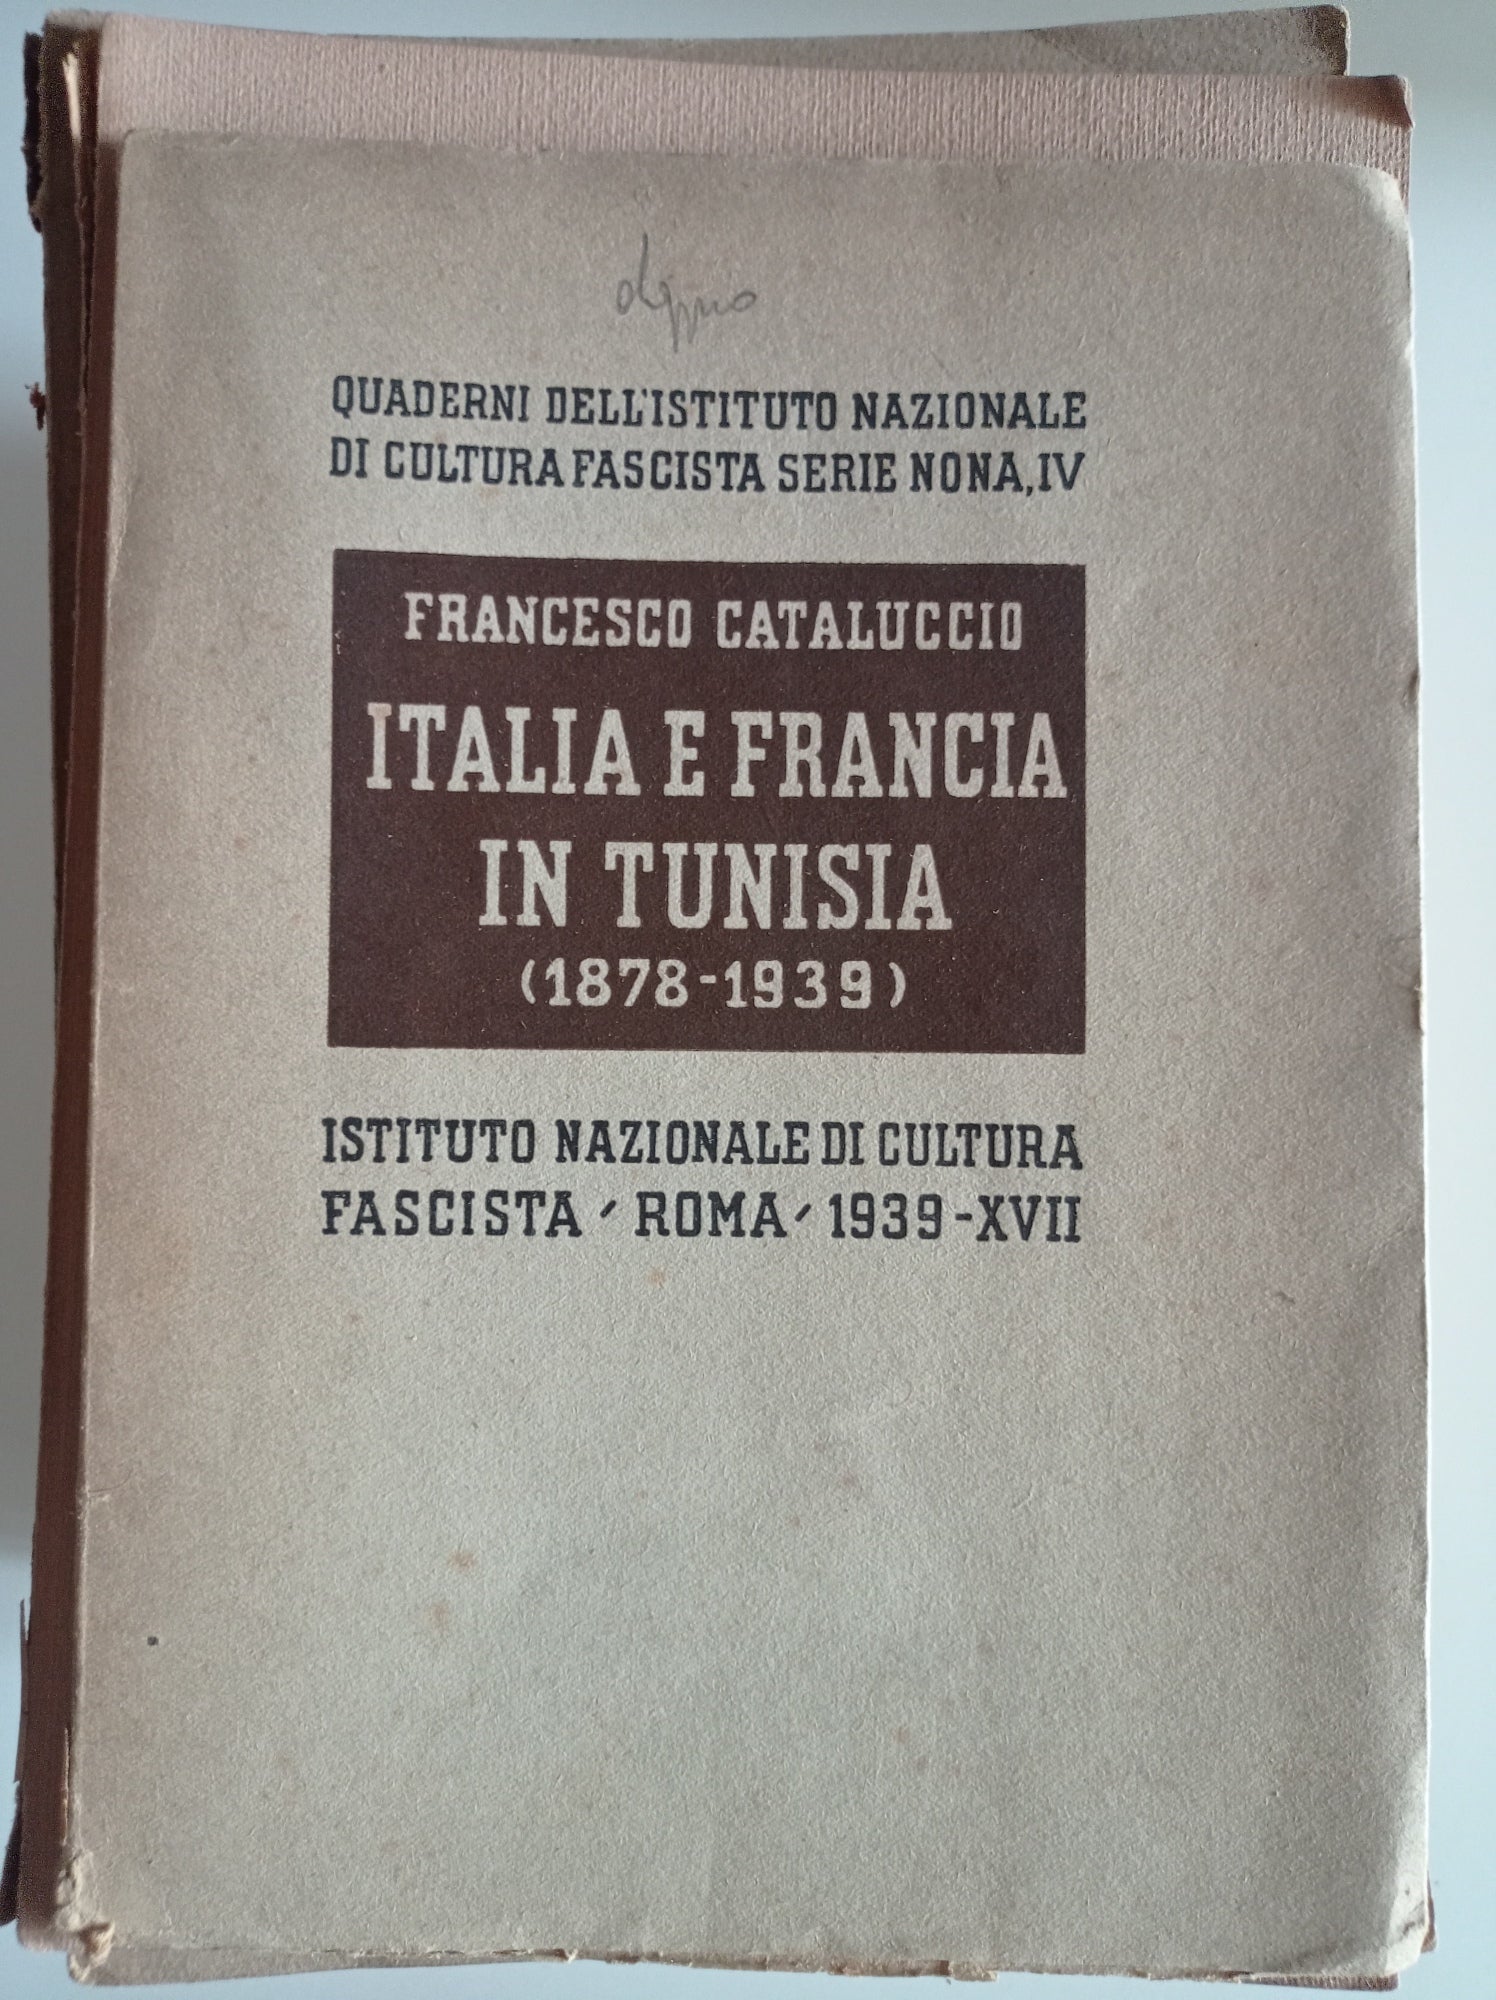 QUADERNI DELL'ISTITUTO NAZIONALE
DI CULTURA FASCISTA SERIE NONA, IV
FRANCESCO CATALUCCIO
ITALIA E FRANCIA
IN TUNISIA
(1878-1939)
ISTITUTO NAZIONALE DI CULTURA
FASCISTA ⁄ ROMA ⁄ 1939-XVII